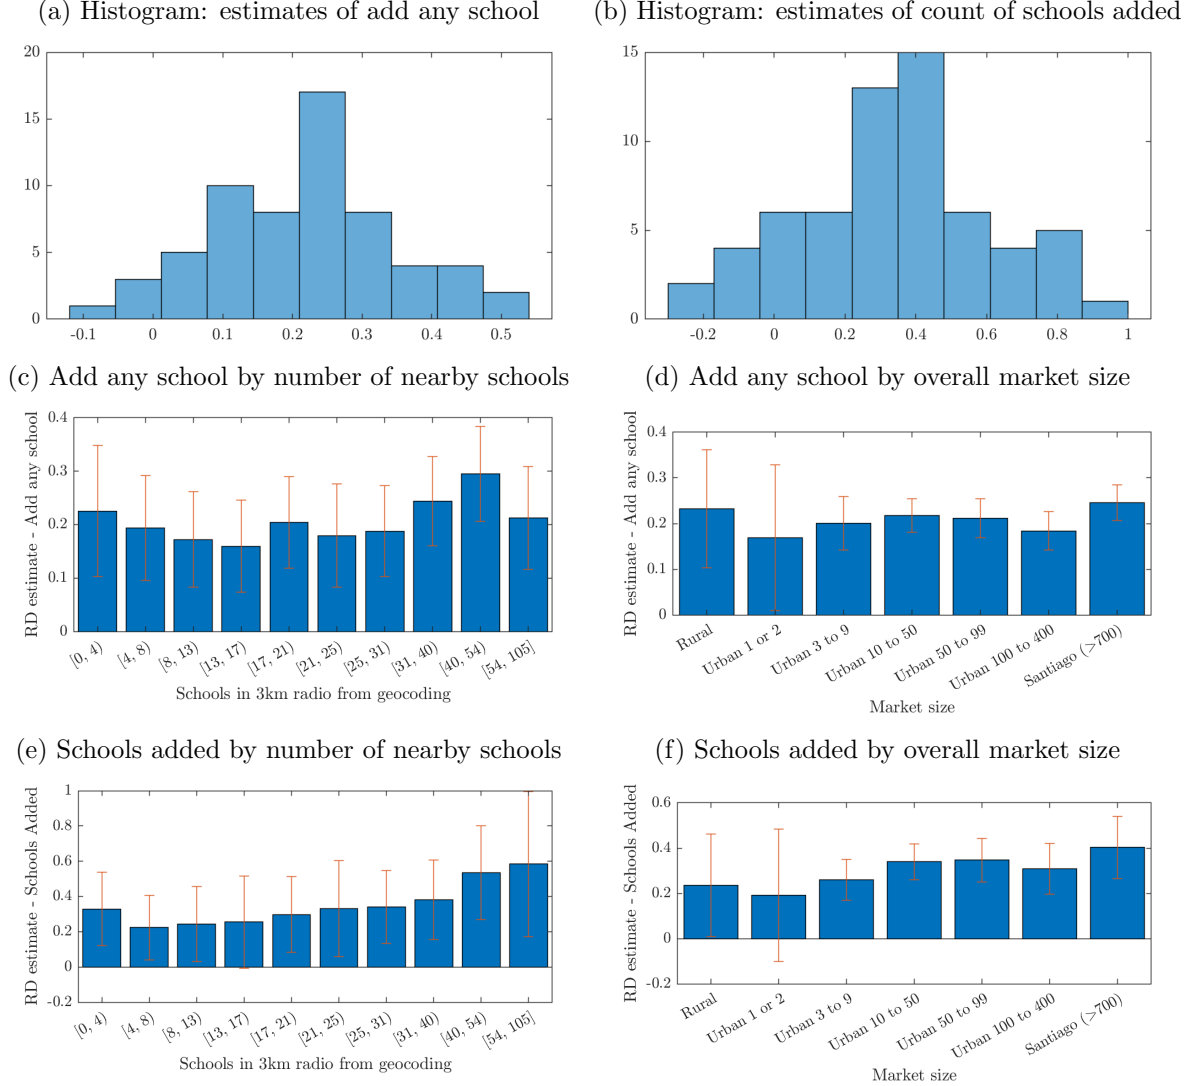 (a) Histogram: estimates of add any school
20
15
10
5
0
-0.1 0 0.1 0.2 0.3 0.4 0.5
(b) Histogram: estimates of count of schools added
15
10
5
0
-0.2 0 0.2 0.4 0.6 0.8 1
(c) Add any school by number of nearby schools
RD estimate - Add any school
0.4
0.3
0.2
0.1
0
[0, 4) [4, 8) [8, 13) [13, 17) [17, 21) [21, 25) [25, 31) [31, 40) [40, 54) [54, 105]
Schools in 3km radio from geocoding
(d) Add any school by overall market size
RD estimate - Add any school
0.4
0.3
0.2
0.1
0
Rural Urban 1 or 2 Urban 3 to 9 Urban 10 to 50 Urban 50 to 99 Urban 100 to 400 Santiago (>700)
Market size
(e) Schools added by number of nearby schools
RD estimate - Schools Added
1
0.8
0.6
0.4
0.2
0
-0.2
[0, 4) [4, 8) [8, 13) [13, 17) [17, 21) [21, 25) [25, 31) [31, 40) [40, 54) [54, 105]
Schools in 3km radio from geocoding
(f) Schools added by overall market size
RD estimate - Schools Added
0.6
0.4
0.2
0
-0.2
Rural Urban 1 or 2 Urban 3 to 9 Urban 10 to 50 Urban 50 to 99 Urban 100 to 400 Santiago (>700)
Market size